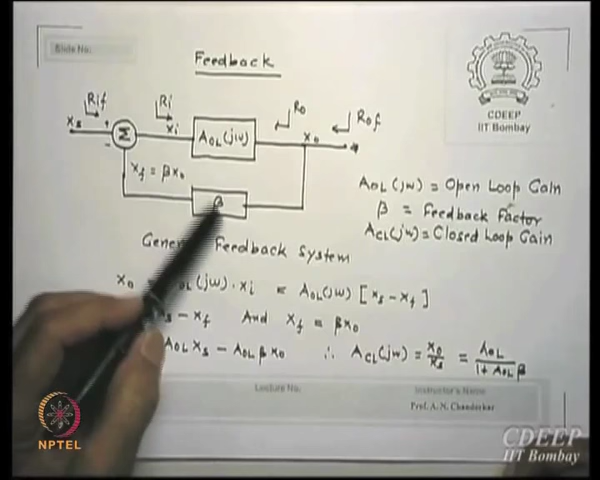 Slide No.
Feedback
CDEEP
IIT Bombay
Rif
Ri
Ro
Rof
xs
+
Σ
xi
AOL(jω)
xo
-
xf = βxo
β
AOL(jω) = Open Loop Gain
β = Feedback Factor
ACL(jω) = Closed Loop Gain
Feedback System
xo OL(jω) . xi = AOL(jω) [xs - xf]
xs - xf And xf = βxo
AOL xs - AOL β xo ∴ ACL(jω) = xo/xs = AOL/(1 + AOL β)
Lecture No.
Instructor's Name
Prof. A. N. Chandorkar
NPTEL
CDEEP
IIT Bombay